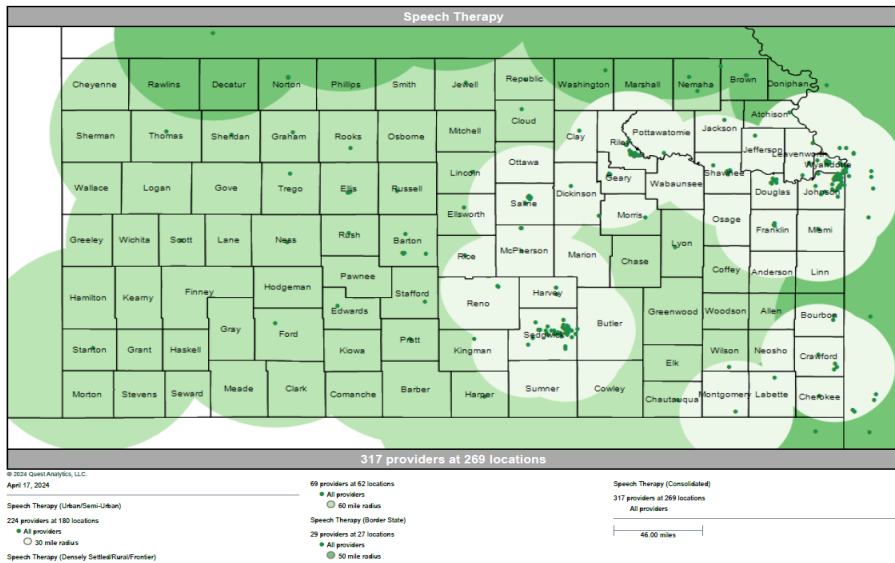 Speech Therapy
Cheyenne Rawlins Decatur Norton Phillips Smith Jewell Republic Washington Marshall Nemaha Brown Doniphan
Sherman Thomas Sheridan Graham Rooks Osborne Mitchell Cloud Clay Riley Pottawatomie Jackson Atchison
Jefferson Leavenworth
Wallace Logan Gove Trego Ellis Russell Lincoln Ottawa Saline Dickinson Geary Wabaunsee Shawnee Douglas Johnson Wyandotte
Ellsworth Morris Osage Franklin Miami
Greeley Wichita Scott Lane Ness Rush Barton Rice McPherson Marion Chase Lyon Coffey Anderson Linn
Hamilton Kearny Finney Hodgeman Pawnee Stafford Reno Harvey
Gray Ford Edwards Sedgwick Butler Greenwood Woodson Allen Bourbon
Stanton Grant Haskell Kiowa Pratt Kingman Elk Wilson Neosho Crawford
Morton Stevens Seward Meade Clark Comanche Barber Harper Sumner Cowley Chautauqua Montgomery Labette Cherokee
317 providers at 269 locations
© 2024 Quest Analytics, LLC.
April 17, 2024
Speech Therapy (Urban/Semi-Urban)
224 providers at 180 locations
All providers
30 mile radius
Speech Therapy (Densely Settled/Rural/Frontier)
69 providers at 62 locations
All providers
60 mile radius
Speech Therapy (Border State)
29 providers at 27 locations
All providers
50 mile radius
Speech Therapy (Consolidated)
317 providers at 269 locations
All providers
46.00 miles